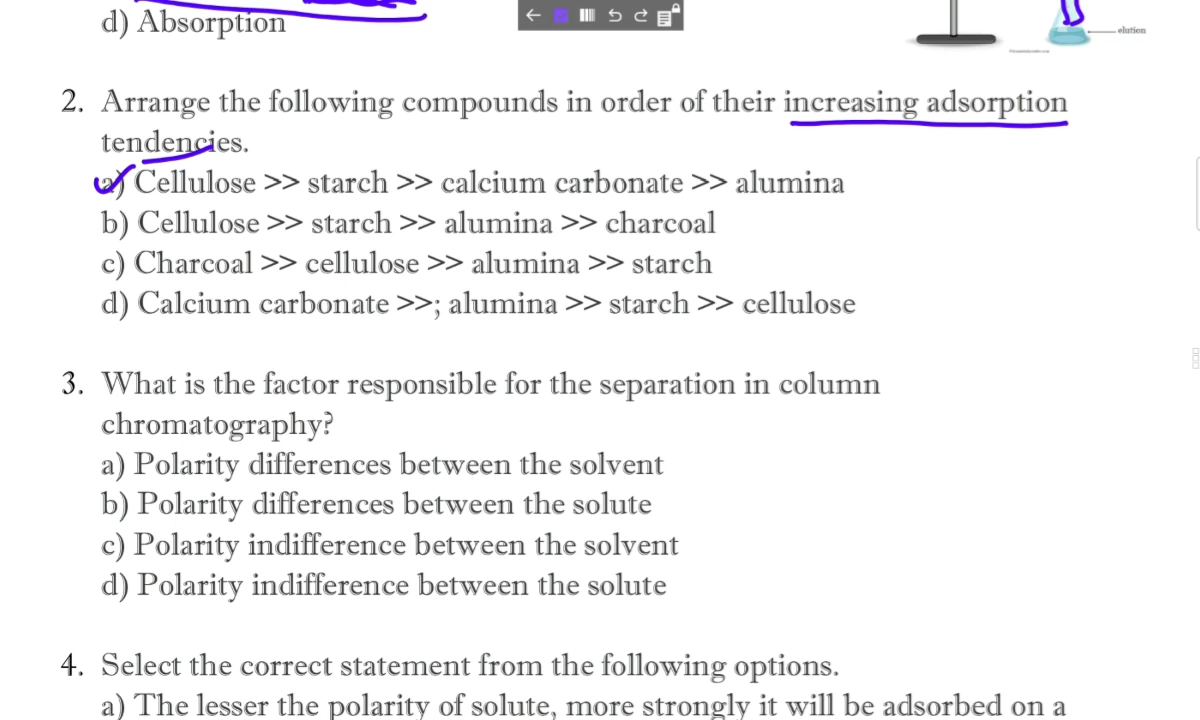 d) Absorption
elution
2. Arrange the following compounds in order of their increasing adsorption
tendencies.
a) Cellulose >> starch >> calcium carbonate >> alumina
b) Cellulose >> starch >> alumina >> charcoal
c) Charcoal >> cellulose >> alumina >> starch
d) Calcium carbonate >>; alumina >> starch >> cellulose
3. What is the factor responsible for the separation in column
chromatography?
a) Polarity differences between the solvent
b) Polarity differences between the solute
c) Polarity indifference between the solvent
d) Polarity indifference between the solute
4. Select the correct statement from the following options.
a) The lesser the polarity of solute, more strongly it will be adsorbed on a